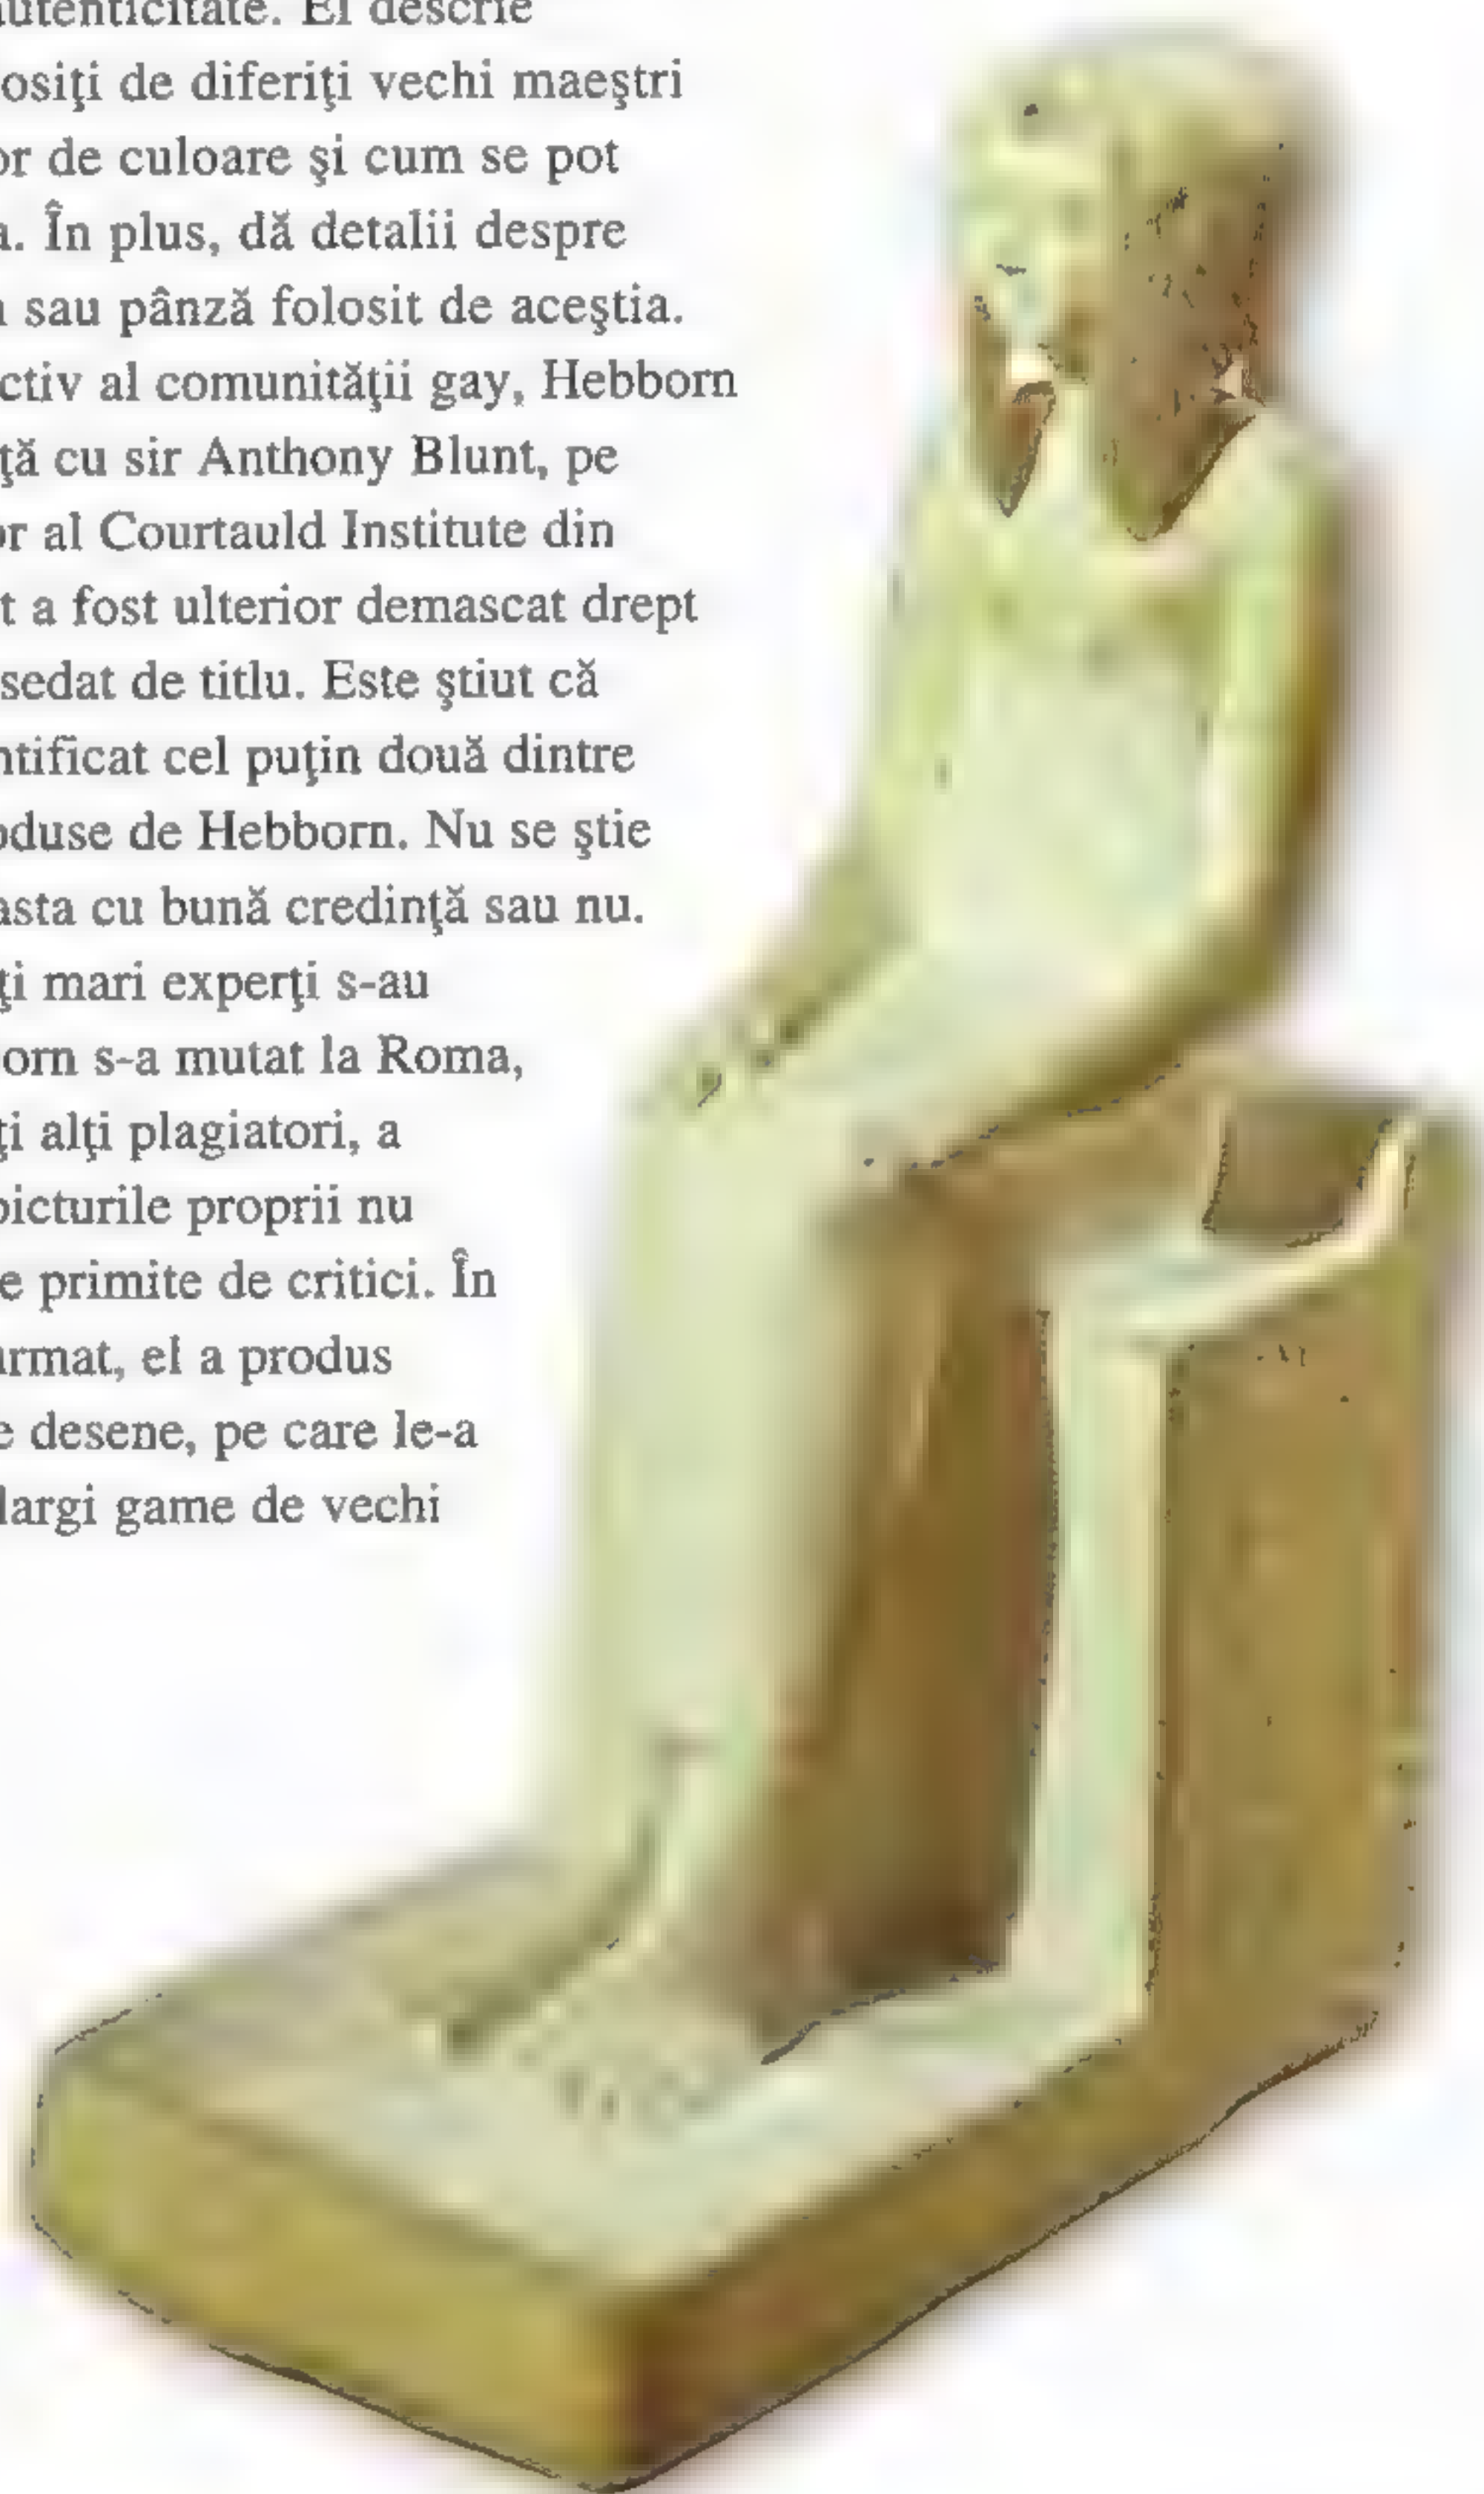 autenticitate. El descrie
osiţi de diferiţi vechi maeştri
or de culoare şi cum se pot
a. În plus, dă detalii despre
sau pânză folosit de aceştia.
ctiv al comunităţii gay, Hebborn
ţă cu sir Anthony Blunt, pe
or al Courtauld Institute din
t a fost ulterior demascat drept
sedat de titlu. Este ştiut că
ntificat cel puţin două dintre
oduse de Hebborn. Nu se ştie
asta cu bună credinţă sau nu.
ţi mari experţi s-au
orn s-a mutat la Roma,
ţi alţi plagiatori, a
picturile proprii nu
e primite de critici. În
urmat, el a produs
e desene, pe care le-a
largi game de vechi